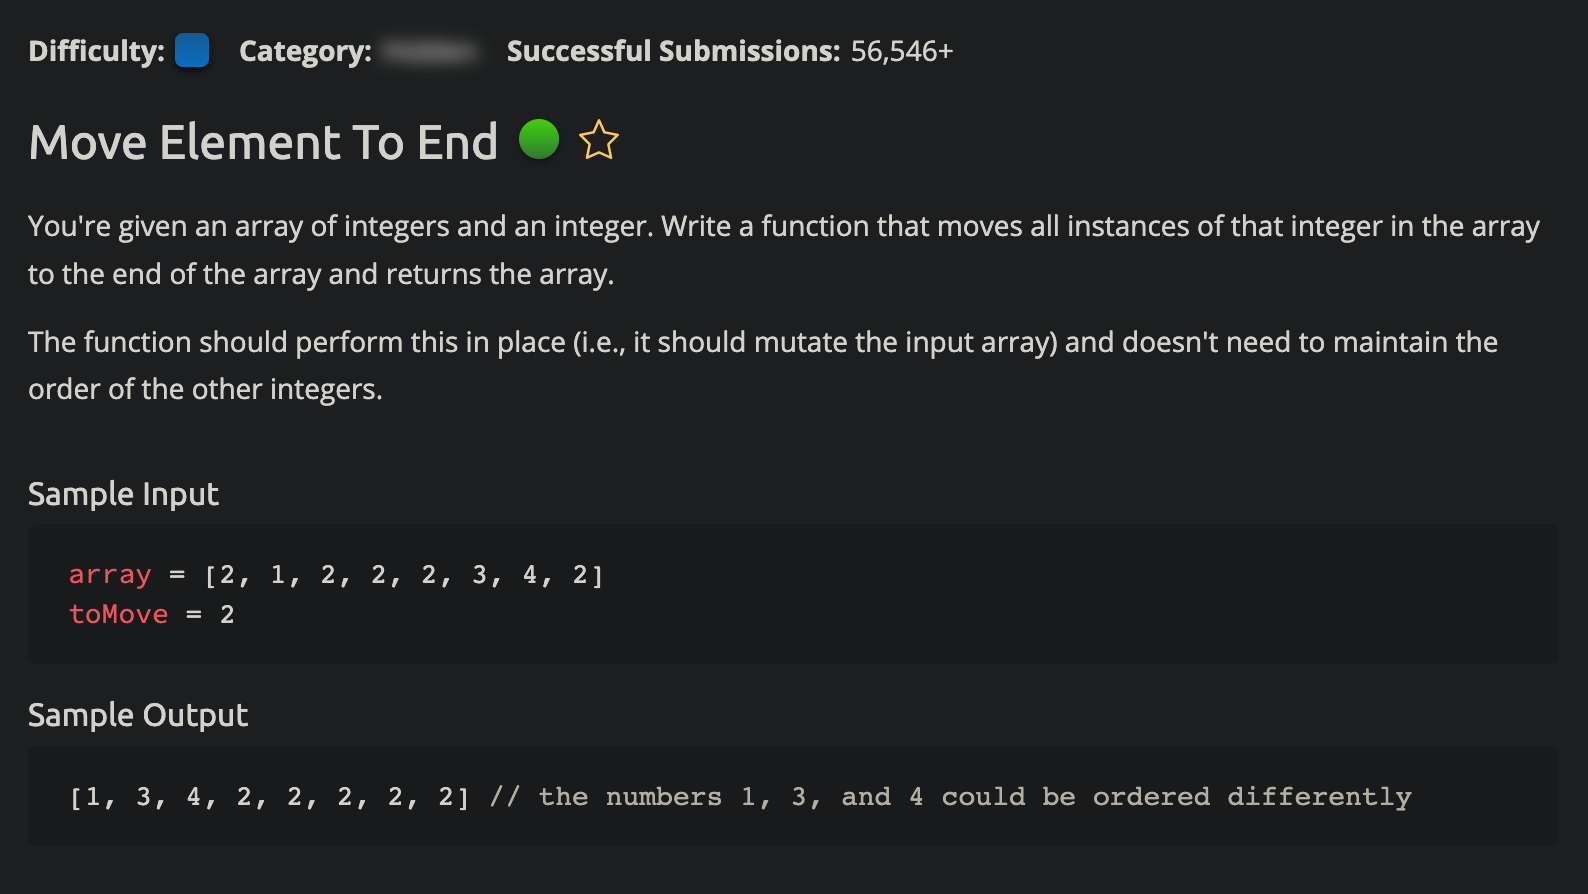 Difficulty: Category: Successful Submissions: 56,546+
Move Element To End
You're given an array of integers and an integer. Write a function that moves all instances of that integer in the array
to the end of the array and returns the array.
The function should perform this in place (i.e., it should mutate the input array) and doesn't need to maintain the
order of the other integers.
Sample Input
array = [2, 1, 2, 2, 2, 3, 4, 2]
toMove = 2
Sample Output
[1, 3, 4, 2, 2, 2, 2, 2] // the numbers 1, 3, and 4 could be ordered differently